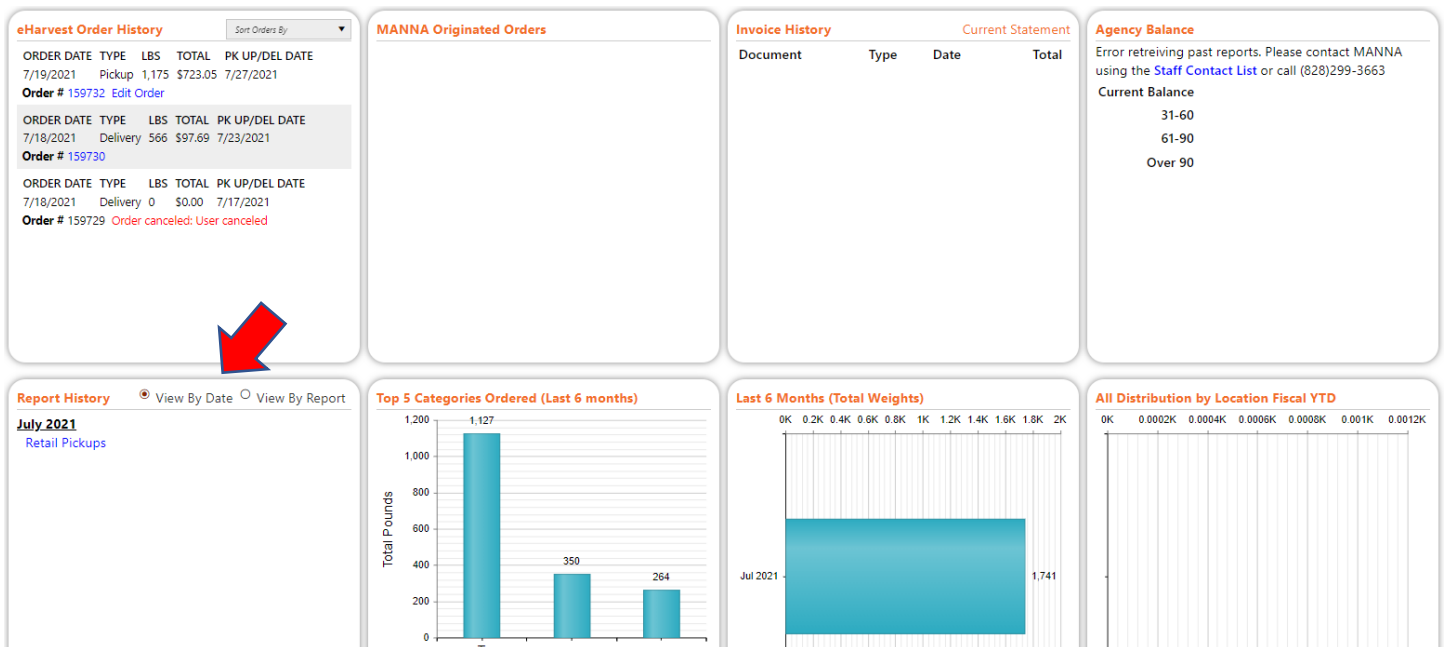 eHarvest Order History
Sort Orders By
ORDER DATE TYPE LBS TOTAL PK UP/DEL DATE
7/19/2021 Pickup 1,175 $723.05 7/27/2021
Order # 159732 Edit Order
ORDER DATE TYPE LBS TOTAL PK UP/DEL DATE
7/18/2021 Delivery 566 $97.69 7/23/2021
Order # 159730
ORDER DATE TYPE LBS TOTAL PK UP/DEL DATE
7/18/2021 Delivery 0 $0.00 7/17/2021
Order # 159729 Order canceled: User canceled
MANNA Originated Orders
Invoice History Current Statement
Document Type Date Total
Agency Balance
Error retreiving past reports. Please contact MANNA
using the Staff Contact List or call (828)299-3663
Current Balance
31-60
61-90
Over 90
Report History View By Date View By Report
July 2021
Retail Pickups
Top 5 Categories Ordered (Last 6 months)
Total Pounds
1,200
1,000
800
600
400
200
0
1,127
350
264
Last 6 Months (Total Weights)
0K 0.2K 0.4K 0.6K 0.8K 1K 1.2K 1.4K 1.6K 1.8K 2K
Jul 2021 1,741
All Distribution by Location Fiscal YTD
0K 0.0002K 0.0004K 0.0006K 0.0008K 0.001K 0.0012K